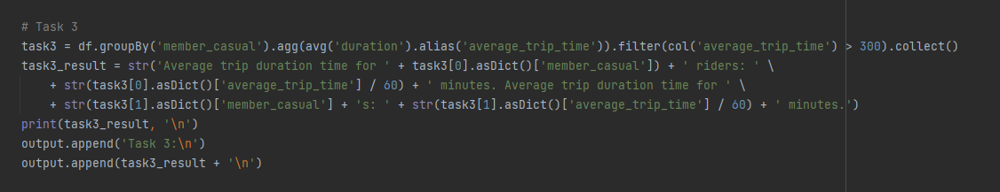 # Task 3
task3 = df.groupBy('member_casual').agg(avg('duration').alias('average_trip_time')).filter(col('average_trip_time') > 300).collect()
task3_result = str('Average trip duration time for ' + task3[0].asDict()['member_casual']) + ' riders: ' \
    + str(task3[0].asDict()['average_trip_time'] / 60) + ' minutes. Average trip duration time for ' \
    + str(task3[1].asDict()['member_casual'] + 's: ' + str(task3[1].asDict()['average_trip_time'] / 60) + ' minutes.')
print(task3_result, '\n')
output.append('Task 3:\n')
output.append(task3_result + '\n')